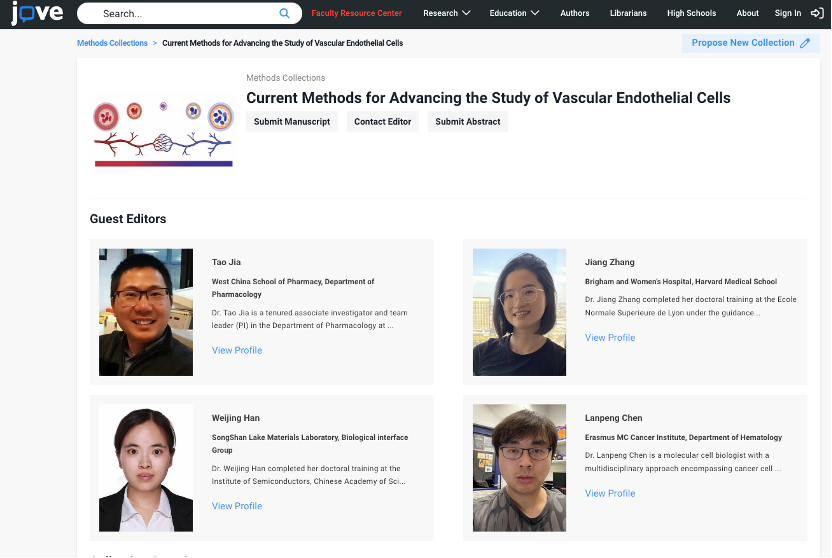 jove
Search...
Faculty Resource Center
Research
Education
Authors
Librarians
High Schools
About
Sign In
Methods Collections > Current Methods for Advancing the Study of Vascular Endothelial Cells
Propose New Collection
Methods Collections
Current Methods for Advancing the Study of Vascular Endothelial Cells
Submit Manuscript
Contact Editor
Submit Abstract
Guest Editors
Tao Jia
West China School of Pharmacy, Department of
Pharmacology
Dr. Tao Jia is a tenured associate investigator and team
leader (PI) in the Department of Pharmacology at ...
View Profile
Jiang Zhang
Brigham and Women's Hospital, Harvard Medical School
Dr. Jiang Zhang completed her doctoral training at the Ecole
Normale Superieure de Lyon under the guidance...
View Profile
Weijing Han
SongShan Lake Materials Laboratory, Biological interface
Group
Dr. Weijing Han completed her doctoral training at the
Institute of Semiconductors, Chinese Academy of Sci...
View Profile
Lanpeng Chen
Erasmus MC Cancer Institute, Department of Hematology
Dr. Lanpeng Chen is a molecular cell biologist with a
multidisciplinary approach encompassing cancer cell ...
View Profile